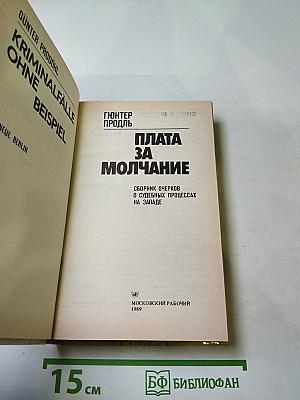 GÜNTER PRODÖHL
KRIMINALFÄLLE
OHNE
BEISPIEL
NEUE BERLIN
ГЮНТЕР
ПРОДЛЬ
ПЛАТА
ЗА
МОЛЧАНИЕ
СБОРНИК ОЧЕРКОВ
О СУДЕБНЫХ ПРОЦЕССАХ
НА ЗАПАДЕ
МОСКОВСКИЙ РАБОЧИЙ
1989
15 см
БФ БИБЛИОФАН